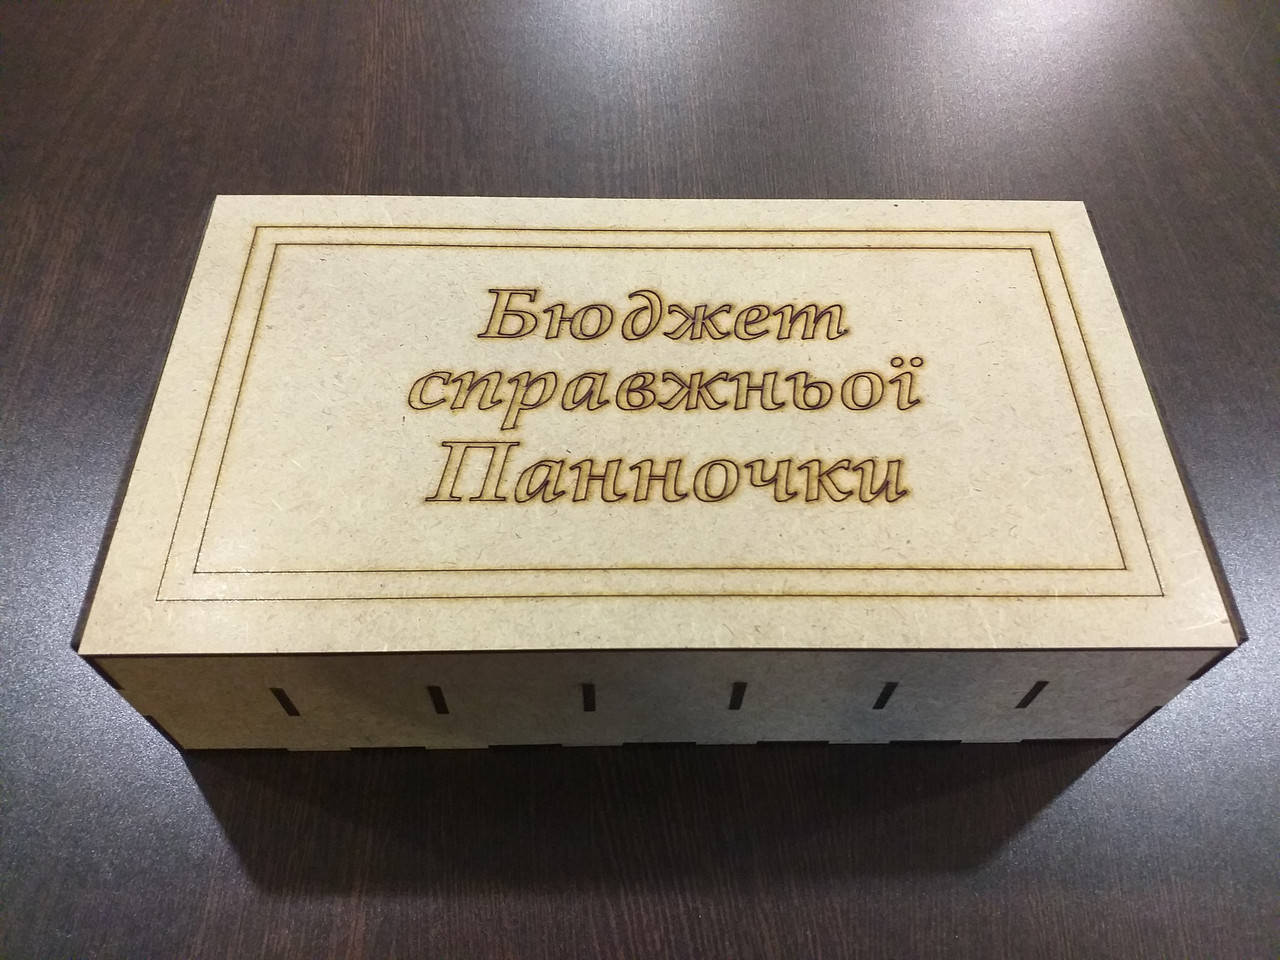 Бюджет
справжньої
Панночки